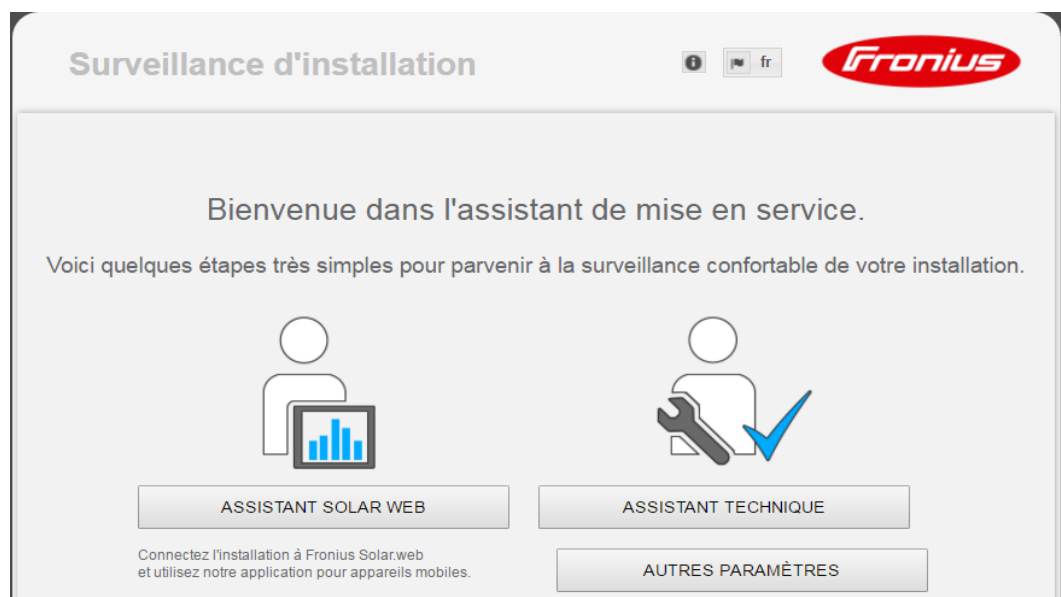 Surveillance d'installation
fr
Fronius
Bienvenue dans l'assistant de mise en service.
Voici quelques étapes très simples pour parvenir à la surveillance confortable de votre installation.
ASSISTANT SOLAR WEB
ASSISTANT TECHNIQUE
Connectez l'installation à Fronius Solar.web
et utilisez notre application pour appareils mobiles.
AUTRES PARAMÈTRES